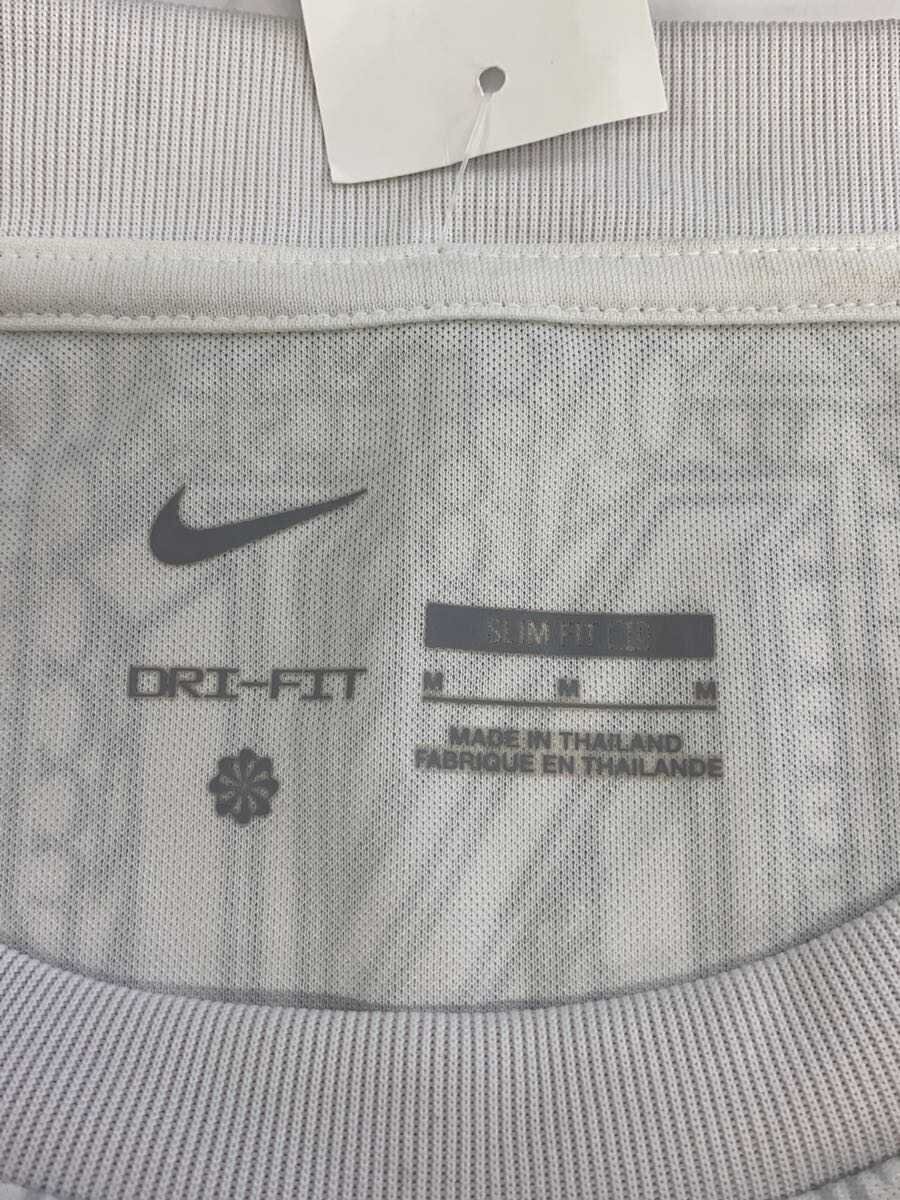 DRI-FIT
SLIM FIT
M M M
MADE IN THAILAND
FABRIQUE EN THAILANDE